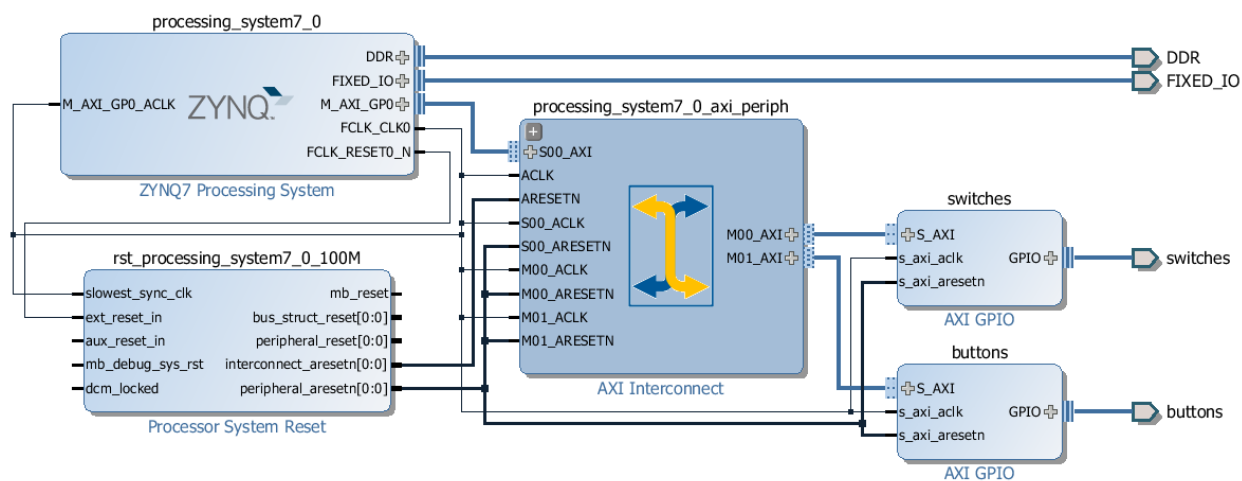 processing_system7_0
DDR
FIXED_IO
M_AXI_GP0_ACLK
ZYNQ
M_AXI_GP0
FCLK_CLK0
FCLK_RESET0_N
ZYNQ7 Processing System
DDR
FIXED_IO
processing_system7_0_axi_periph
S00_AXI
ACLK
ARESETN
S00_ACLK
S00_ARESETN
M00_ACLK
M00_ARESETN
M01_ACLK
M01_ARESETN
M00_AXI
M01_AXI
AXI Interconnect
rst_processing_system7_0_100M
slowest_sync_clk
ext_reset_in
aux_reset_in
mb_debug_sys_rst
dcm_locked
mb_reset
bus_struct_reset[0:0]
peripheral_reset[0:0]
interconnect_aresetn[0:0]
peripheral_aresetn[0:0]
Processor System Reset
switches
S_AXI
s_axi_aclk
s_axi_aresetn
GPIO
AXI GPIO
switches
buttons
S_AXI
s_axi_aclk
s_axi_aresetn
GPIO
AXI GPIO
buttons